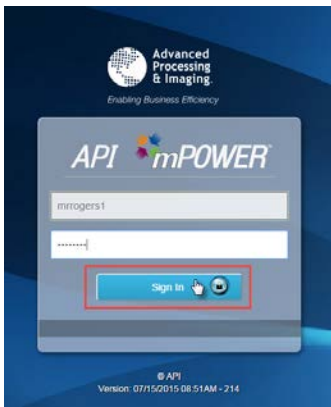 Advanced
Processing
& Imaging.
Enabling Business Efficiency
API mPOWER
mrrogers1
Sign In
© API
Version: 07/15/2015 08:51AM - 214